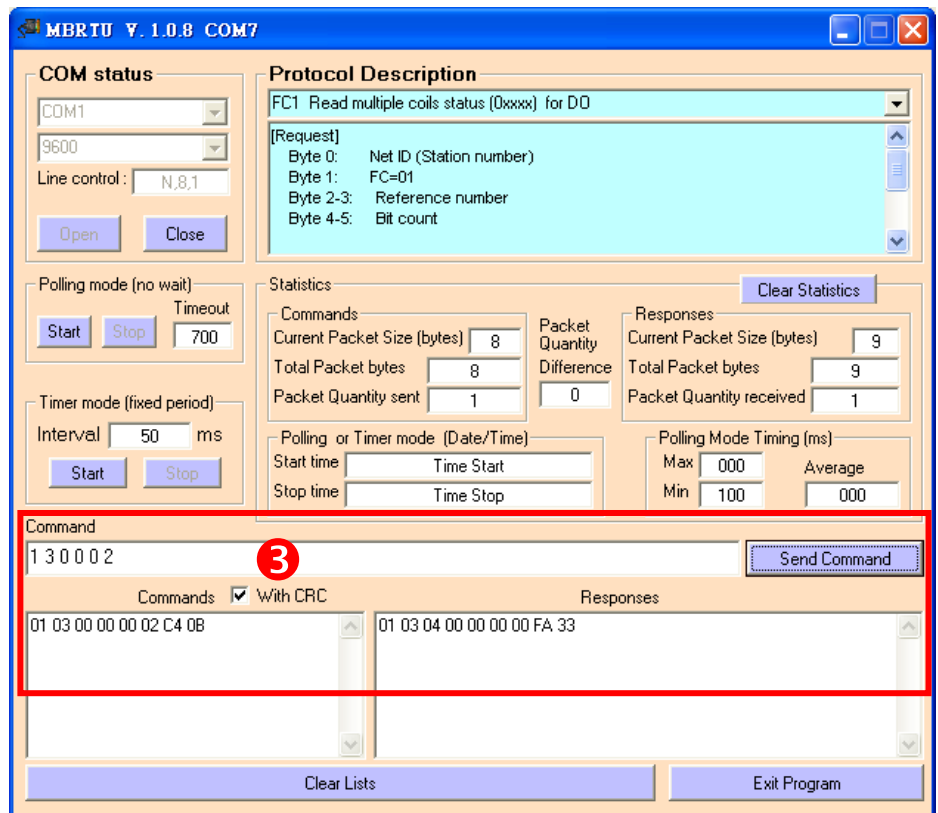 MBRTU V. 1.0.8 COM7
COM status
COM1
9600
Line control : N,8,1
Open Close
Protocol Description
FC1 Read multiple coils status (0xxxx) for DO
[Request]
Byte 0: Net ID (Station number)
Byte 1: FC=01
Byte 2-3: Reference number
Byte 4-5: Bit count
Polling mode (no wait)
Timeout
Start Stop 700
Timer mode (fixed period)
Interval 50 ms
Start Stop
Statistics
Clear Statistics
Commands
Current Packet Size (bytes) 8
Total Packet bytes 8
Packet Quantity sent 1
Packet
Quantity
Difference
0
Responses
Current Packet Size (bytes) 9
Total Packet bytes 9
Packet Quantity received 1
Polling or Timer mode (Date/Time)
Start time Time Start
Stop time Time Stop
Polling Mode Timing (ms)
Max 000 Average
Min 100 000
Command
1 3 0 0 0 2
3
Send Command
Commands With CRC Responses
01 03 00 00 00 02 C4 0B
01 03 04 00 00 00 00 FA 33
Clear Lists Exit Program